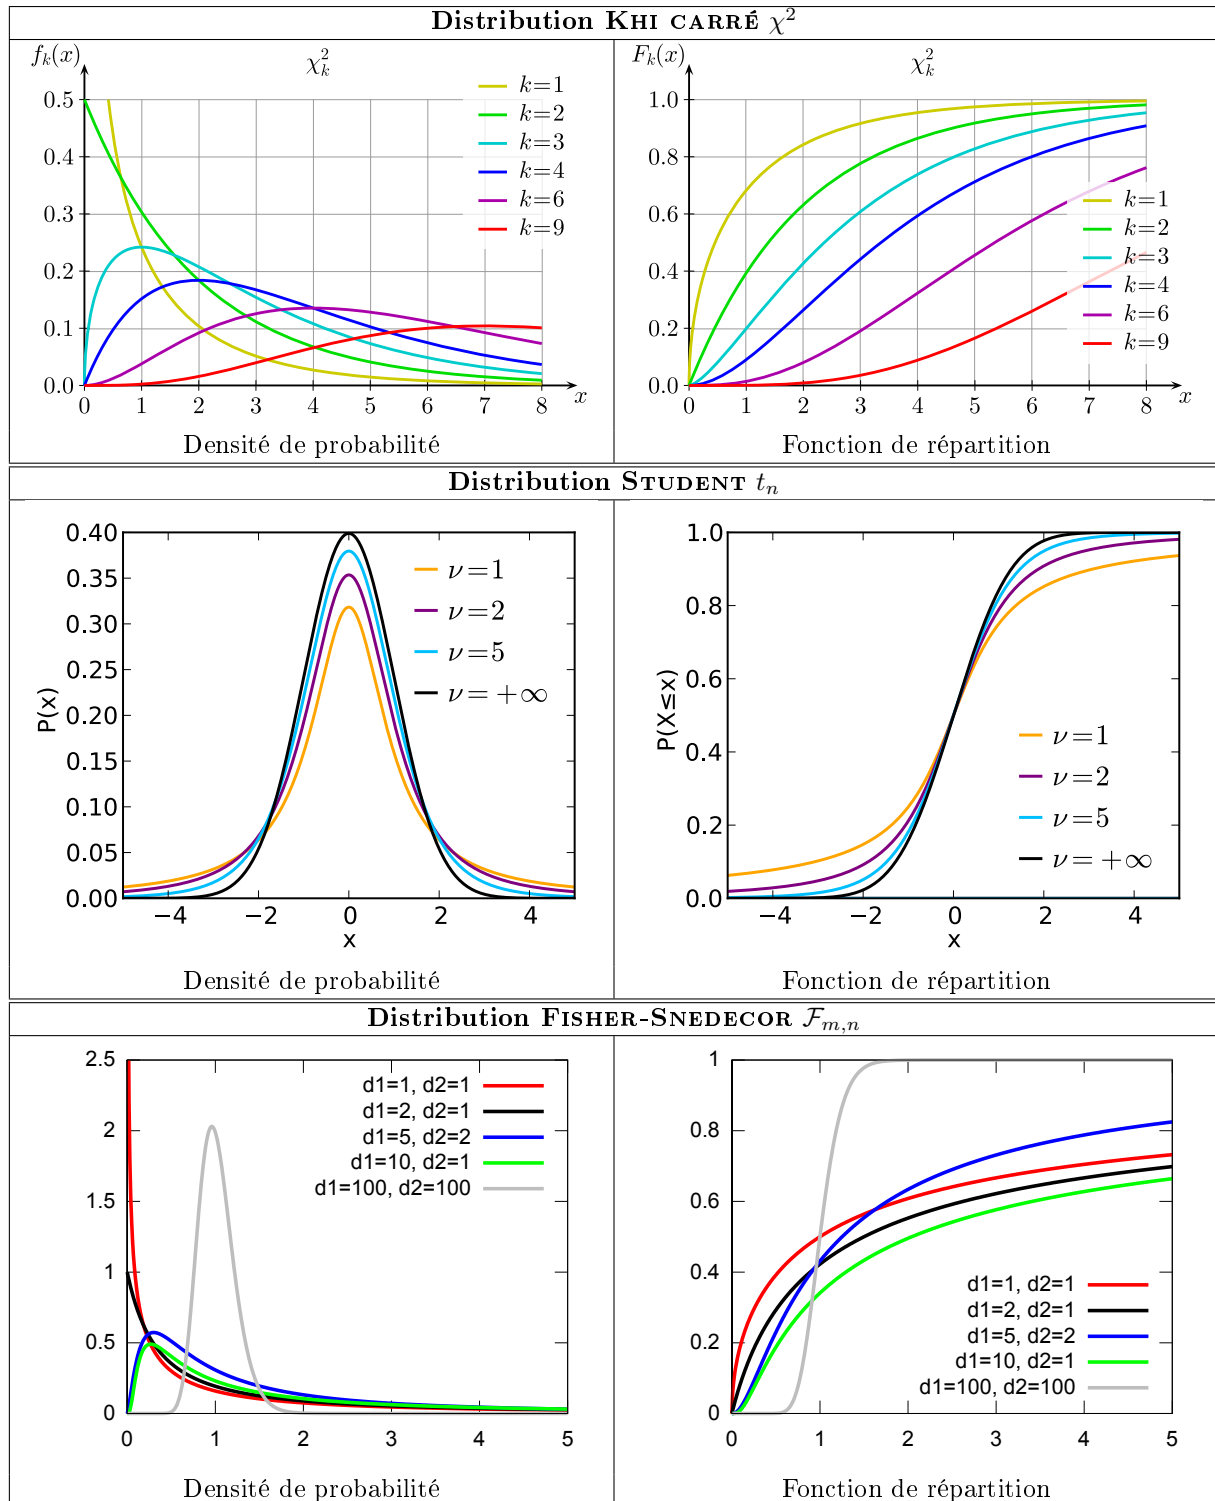 Distribution KHI CARRÉ χ²
f_k(x)
χ²_k
k=1
k=2
k=3
k=4
k=6
k=9
0.5
0.4
0.3
0.2
0.1
0.0
0 1 2 3 4 5 6 7 8 x
Densité de probabilité
F_k(x)
χ²_k
1.0
0.8
0.6
0.4
0.2
0.0
k=1
k=2
k=3
k=4
k=6
k=9
0 1 2 3 4 5 6 7 8 x
Fonction de répartition
Distribution STUDENT t_n
0.40
0.35
0.30
0.25
0.20
0.15
0.10
0.05
0.00
P(x)
ν=1
ν=2
ν=5
ν=+∞
−4 −2 0 2 4
x
Densité de probabilité
1.0
0.8
0.6
0.4
0.2
0.0
P(X≤x)
ν=1
ν=2
ν=5
ν=+∞
−4 −2 0 2 4
x
Fonction de répartition
Distribution FISHER-SNEDECOR ℱ_{m,n}
2.5
2
1.5
1
0.5
0
d1=1, d2=1
d1=2, d2=1
d1=5, d2=2
d1=10, d2=1
d1=100, d2=100
0 1 2 3 4 5
Densité de probabilité
1
0.8
0.6
0.4
0.2
0
d1=1, d2=1
d1=2, d2=1
d1=5, d2=2
d1=10, d2=1
d1=100, d2=100
0 1 2 3 4 5
Fonction de répartition